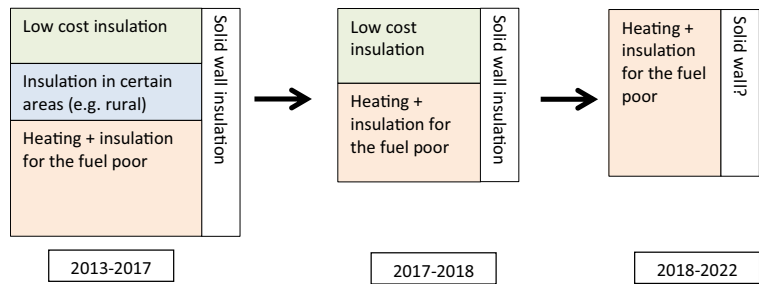 Low cost insulation
Insulation in certain
areas (e.g. rural)
Heating + insulation
for the fuel poor
Solid wall insulation
2013-2017
Low cost
insulation
Heating +
insulation for
the fuel poor
Solid wall insulation
2017-2018
Heating +
insulation
for the fuel
poor
Solid wall?
2018-2022